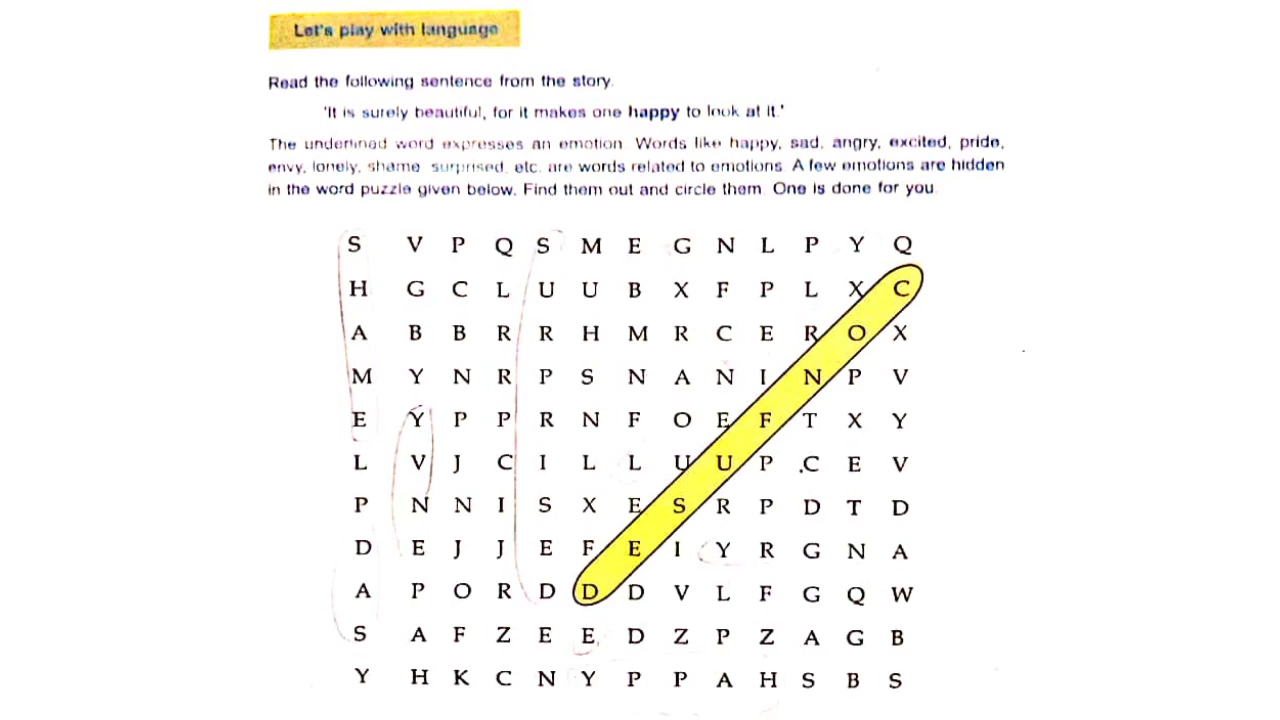 Let's play with language
Read the following sentence from the story.
'It is surely beautiful, for it makes one happy to look at it.'
The underlined word expresses an emotion. Words like happy, sad, angry, excited, pride,
envy, lonely, shame, surprised, etc. are words related to emotions. A few emotions are hidden
in the word puzzle given below. Find them out and circle them. One is done for you.
S V P Q S M E G N L P Y Q
H G C L U U B X F P L X C
A B B R R H M R C E R O X
M Y N R P S N A N I N P V
E Y P P R N F O E F T X Y
L V J C I L L U U P .C E V
P N N I S X E S R P D T D
D E J J E F E I Y R G N A
A P O R D D D V L F G Q W
S A F Z E E D Z P Z A G B
Y H K C N Y P P A H S B S